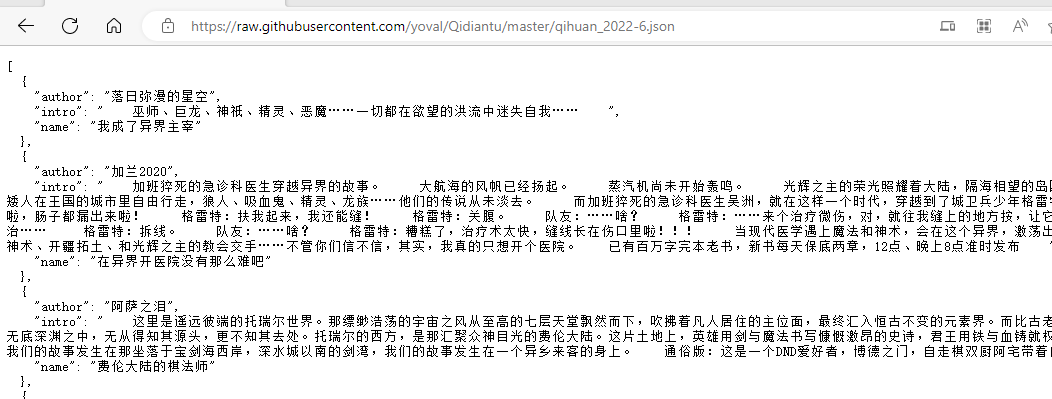 https://raw.githubusercontent.com/yoval/Qidiantu/master/qihuan_2022-6.json
[
{
"author": "落日弥漫的星空",
"intro": "　　巫师、巨龙、神祇、精灵、恶魔……一切都在欲望的洪流中迷失自我……　　",
"name": "我成了异界主宰"
},
{
"author": "加兰2020",
"intro": "　　加班猝死的急诊科医生穿越异界的故事。　　大航海的风帆已经扬起。　　蒸汽机尚未开始轰鸣。　　光辉之主的荣光照耀着大陆，隔海相望的岛国
矮人在王国的城市里自由行走，狼人、吸血鬼、精灵、龙族……他们的传说从未淡去。　　而加班猝死的急诊科医生吴洲，就在这样一个时代，穿越到了城卫兵少年格雷特
啦，肠子都漏出来啦！　　格雷特：扶我起来，我还能缝！　　格雷特：关腹。　　队友：……啥？　　格雷特：……来个治疗微伤，对，就往我缝上的地方按，让它
治……　　格雷特：拆线。　　队友：……啥？　　格雷特：糟糕了，治疗术太快，缝线长在伤口里啦！！！　　当现代医学遇上魔法和神术，会在这个异界，激荡出
神术、开疆拓土、和光辉之主的教会交手……不管你们信不信，其实，我真的只想开个医院。　　已有百万字完本老书，新书每天保底两章，12点、晚上8点准时发布　　"
"name": "在异界开医院没有那么难吧"
},
{
"author": "阿萨之泪",
"intro": "　　这里是遥远彼端的托瑞尔世界。那缥缈浩荡的宇宙之风从至高的七层天堂飘然而下，吹拂着凡人居住的主位面，最终汇入恒古不变的元素界。而比古老
无底深渊之中，无从得知其源头，更不知其去处。托瑞尔的西方，是那汇聚众神目光的费伦大陆。这片土地上，英雄用剑与魔法书写慷慨激昂的史诗，君王用铁与血铸就权
我们的故事发生在那坐落于宝剑海西岸，深水城以南的剑湾，我们的故事发生在一个异乡来客的身上。　　通俗版：这是一个DND爱好者，博德之门，自走棋双厨阿宅带着
"name": "费伦大陆的棋法师"
},
{